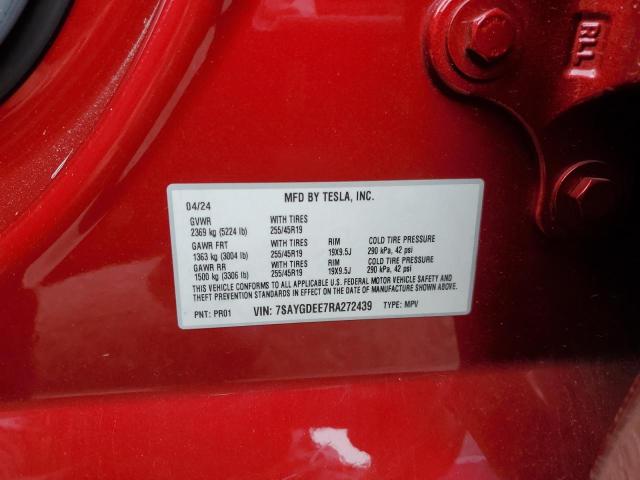 RLL
MFD BY TESLA, INC.
04/24
GVWR WITH TIRES
2369 kg (5224 lb) 255/45R19
GAWR FRT WITH TIRES RIM COLD TIRE PRESSURE
1363 kg (3004 lb) 255/45R19 19X9.5J 290 kPa, 42 psi
GAWR RR WITH TIRES RIM COLD TIRE PRESSURE
1500 kg (3306 lb) 255/45R19 19X9.5J 290 kPa, 42 psi
THIS VEHICLE CONFORMS TO ALL APPLICABLE U.S. FEDERAL MOTOR VEHICLE SAFETY AND
THEFT PREVENTION STANDARDS IN EFFECT ON THE DATE OF MANUFACTURE SHOWN ABOVE.
PNT: PR01 VIN: 7SAYGDEE7RA272439 TYPE: MPV